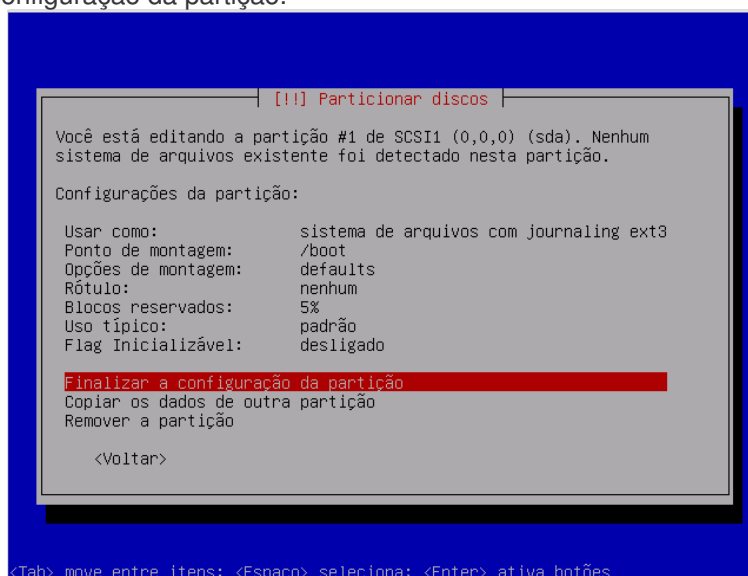 onfiguração da partição.
[!!] Particionar discos
Você está editando a partição #1 de SCSI1 (0,0,0) (sda). Nenhum
sistema de arquivos existente foi detectado nesta partição.
Configurações da partição:
Usar como: sistema de arquivos com journaling ext3
Ponto de montagem: /boot
Opções de montagem: defaults
Rótulo: nenhum
Blocos reservados: 5%
Uso típico: padrão
Flag Inicializável: desligado
Finalizar a configuração da partição
Copiar os dados de outra partição
Remover a partição
<Voltar>
<Tab> move entre itens; <Espaço> seleciona; <Enter> ativa botões